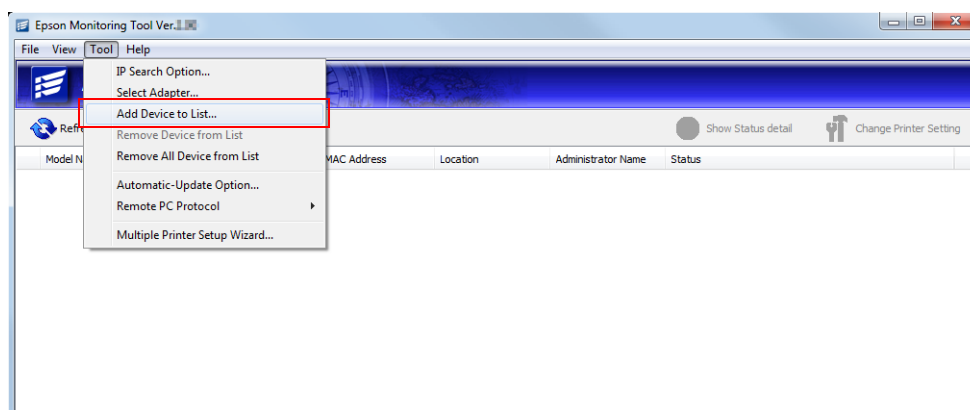 Epson Monitoring Tool Ver.
File View Tool Help
IP Search Option...
Select Adapter...
Add Device to List...
Remove Device from List
Remove All Device from List
Automatic-Update Option...
Remote PC Protocol
Multiple Printer Setup Wizard...
Show Status detail Change Printer Setting
MAC Address Location Administrator Name Status